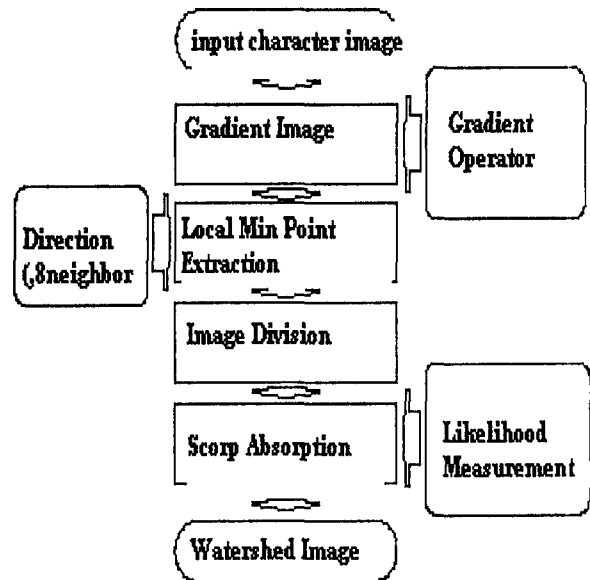 input character image
Gradient Image
Gradient
Operator
Direction
(,8neighbor
Local Min Point
Extraction
Image Division
Scorp Absorption
Likelihood
Measurement
Watershed Image